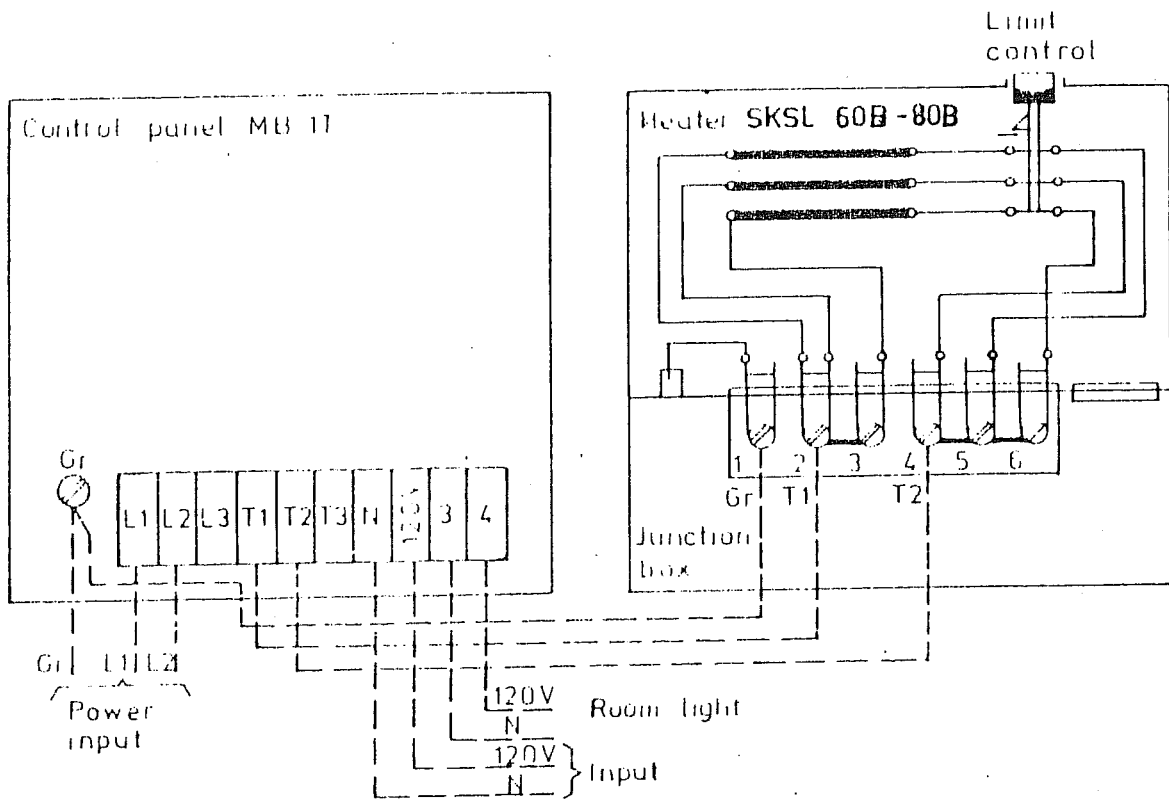 Limit
control
Control panel MB 11
Heater SKSL 60B-80B
Gr
L1 L2 L3 T1 T2 T3 N 120V 3 4
1 2 3 4 5 6
Gr T1 T2
Junction
box
Gr L1 L2
Power
input
120V
N
Room light
120V
N
Input